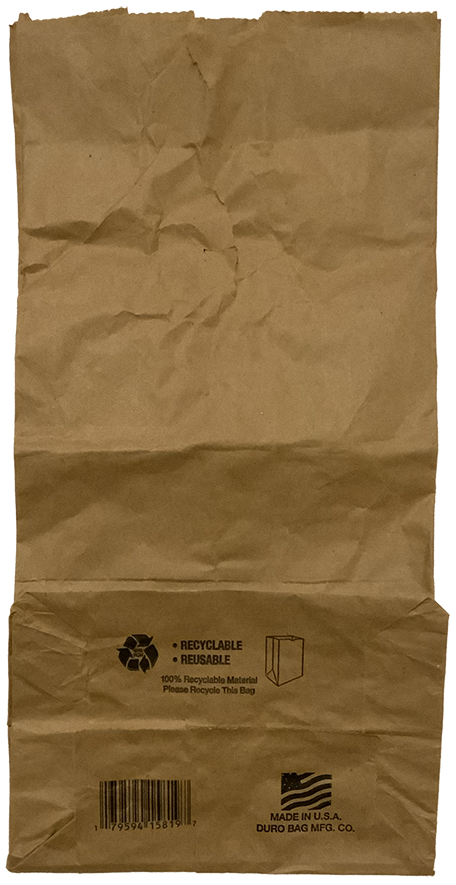 • RECYCLABLE
• REUSABLE
100% Recyclable Material
Please Recycle This Bag
1 79594 15819 7
MADE IN U.S.A.
DURO BAG MFG. CO.